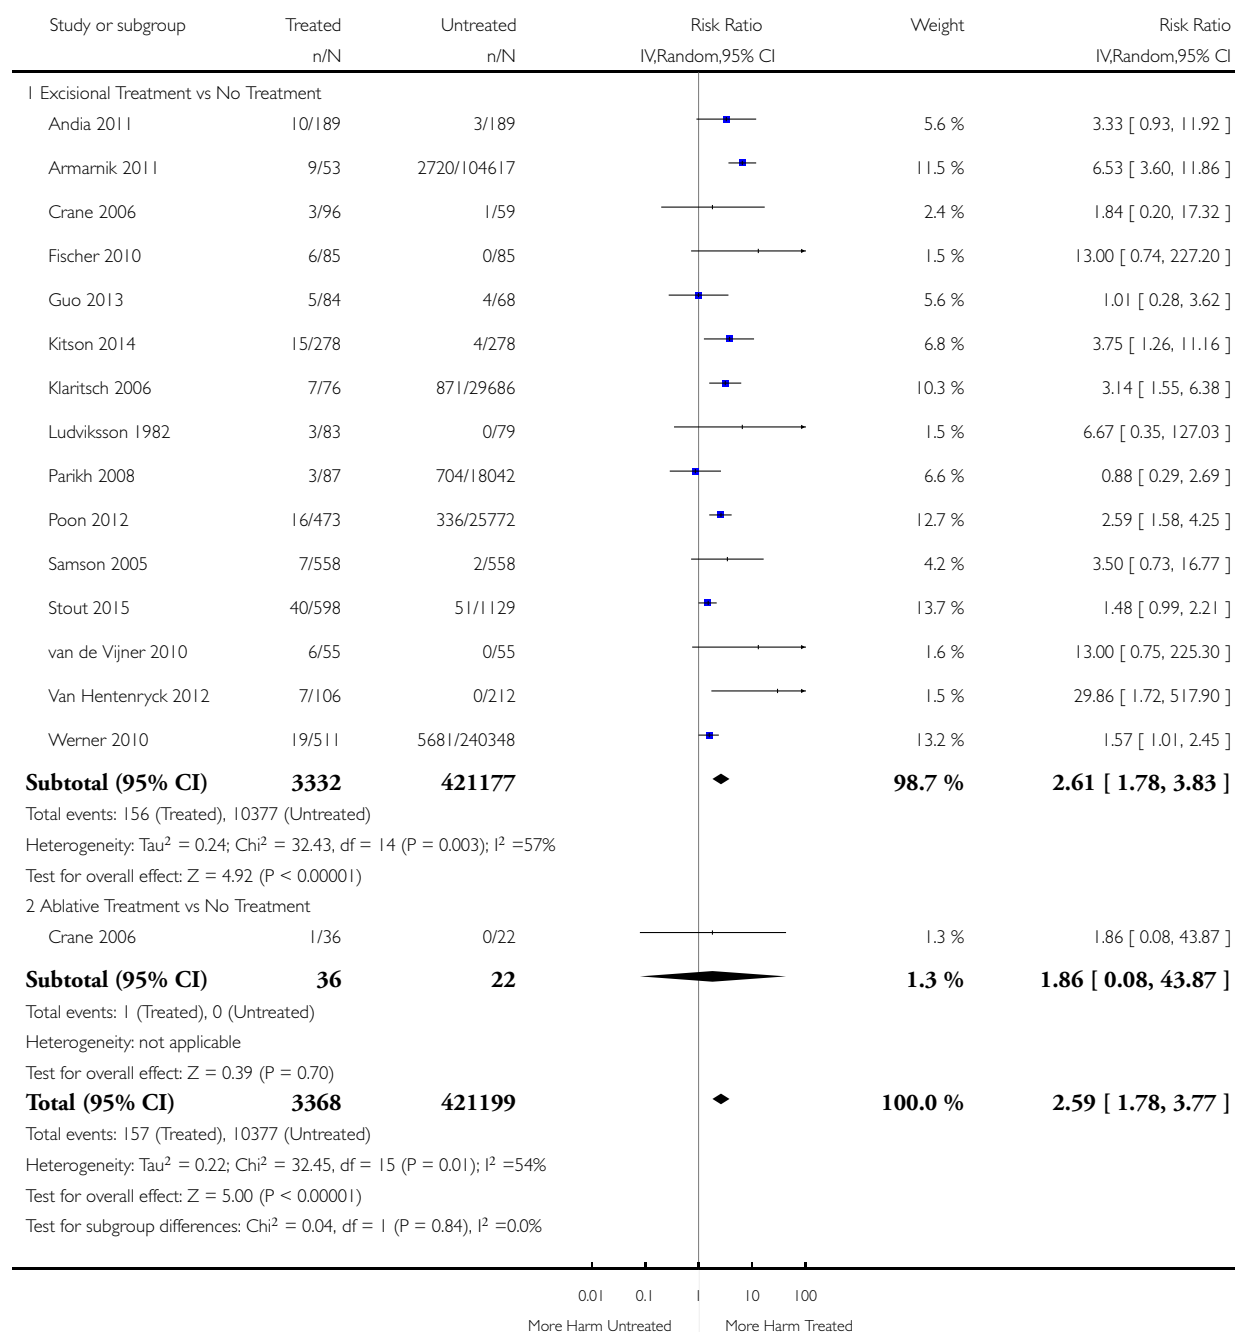 Study or subgroup Treated Untreated Risk Ratio Weight Risk Ratio
n/N n/N IV,Random,95% CI IV,Random,95% CI
1 Excisional Treatment vs No Treatment
Andia 2011 10/189 3/189 5.6 % 3.33 [ 0.93, 11.92 ]
Armarnik 2011 9/53 2720/104617 11.5 % 6.53 [ 3.60, 11.86 ]
Crane 2006 3/96 1/59 2.4 % 1.84 [ 0.20, 17.32 ]
Fischer 2010 6/85 0/85 1.5 % 13.00 [ 0.74, 227.20 ]
Guo 2013 5/84 4/68 5.6 % 1.01 [ 0.28, 3.62 ]
Kitson 2014 15/278 4/278 6.8 % 3.75 [ 1.26, 11.16 ]
Klaritsch 2006 7/76 871/29686 10.3 % 3.14 [ 1.55, 6.38 ]
Ludviksson 1982 3/83 0/79 1.5 % 6.67 [ 0.35, 127.03 ]
Parikh 2008 3/87 704/18042 6.6 % 0.88 [ 0.29, 2.69 ]
Poon 2012 16/473 336/25772 12.7 % 2.59 [ 1.58, 4.25 ]
Samson 2005 7/558 2/558 4.2 % 3.50 [ 0.73, 16.77 ]
Stout 2015 40/598 51/1129 13.7 % 1.48 [ 0.99, 2.21 ]
van de Vijner 2010 6/55 0/55 1.6 % 13.00 [ 0.75, 225.30 ]
Van Hentenryck 2012 7/106 0/212 1.5 % 29.86 [ 1.72, 517.90 ]
Werner 2010 19/511 5681/240348 13.2 % 1.57 [ 1.01, 2.45 ]
Subtotal (95% CI) 3332 421177 98.7 % 2.61 [ 1.78, 3.83 ]
Total events: 156 (Treated), 10377 (Untreated)
Heterogeneity: Tau² = 0.24; Chi² = 32.43, df = 14 (P = 0.003); I² =57%
Test for overall effect: Z = 4.92 (P < 0.00001)
2 Ablative Treatment vs No Treatment
Crane 2006 1/36 0/22 1.3 % 1.86 [ 0.08, 43.87 ]
Subtotal (95% CI) 36 22 1.3 % 1.86 [ 0.08, 43.87 ]
Total events: 1 (Treated), 0 (Untreated)
Heterogeneity: not applicable
Test for overall effect: Z = 0.39 (P = 0.70)
Total (95% CI) 3368 421199 100.0 % 2.59 [ 1.78, 3.77 ]
Total events: 157 (Treated), 10377 (Untreated)
Heterogeneity: Tau² = 0.22; Chi² = 32.45, df = 15 (P = 0.01); I² =54%
Test for overall effect: Z = 5.00 (P < 0.00001)
Test for subgroup differences: Chi² = 0.04, df = 1 (P = 0.84), I² =0.0%
0.01 0.1 1 10 100
More Harm Untreated More Harm Treated